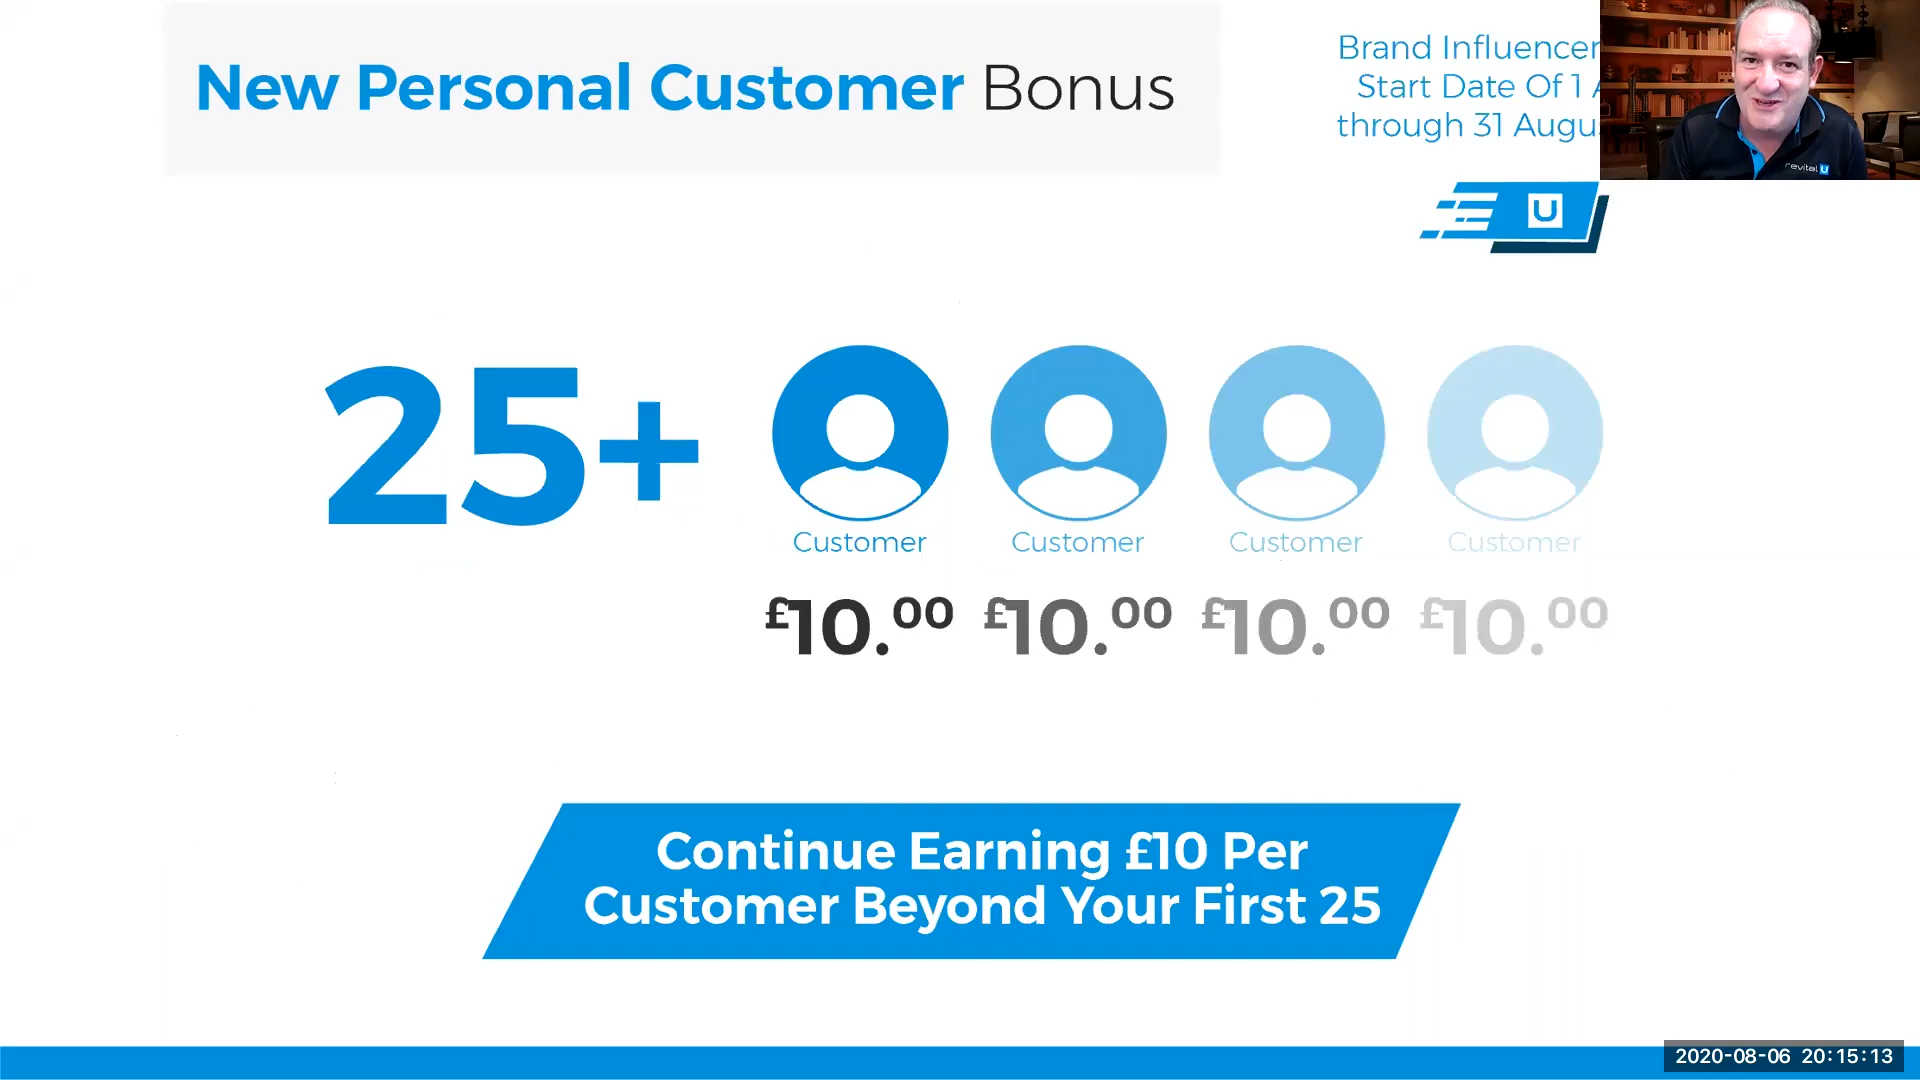 New Personal Customer Bonus
Brand Influencer
Start Date Of 1
through 31 Augu
revital U
U
25+
Customer Customer Customer Customer
£10.00 £10.00 £10.00 £10.00
Continue Earning £10 Per
Customer Beyond Your First 25
2020-08-06 20:15:13